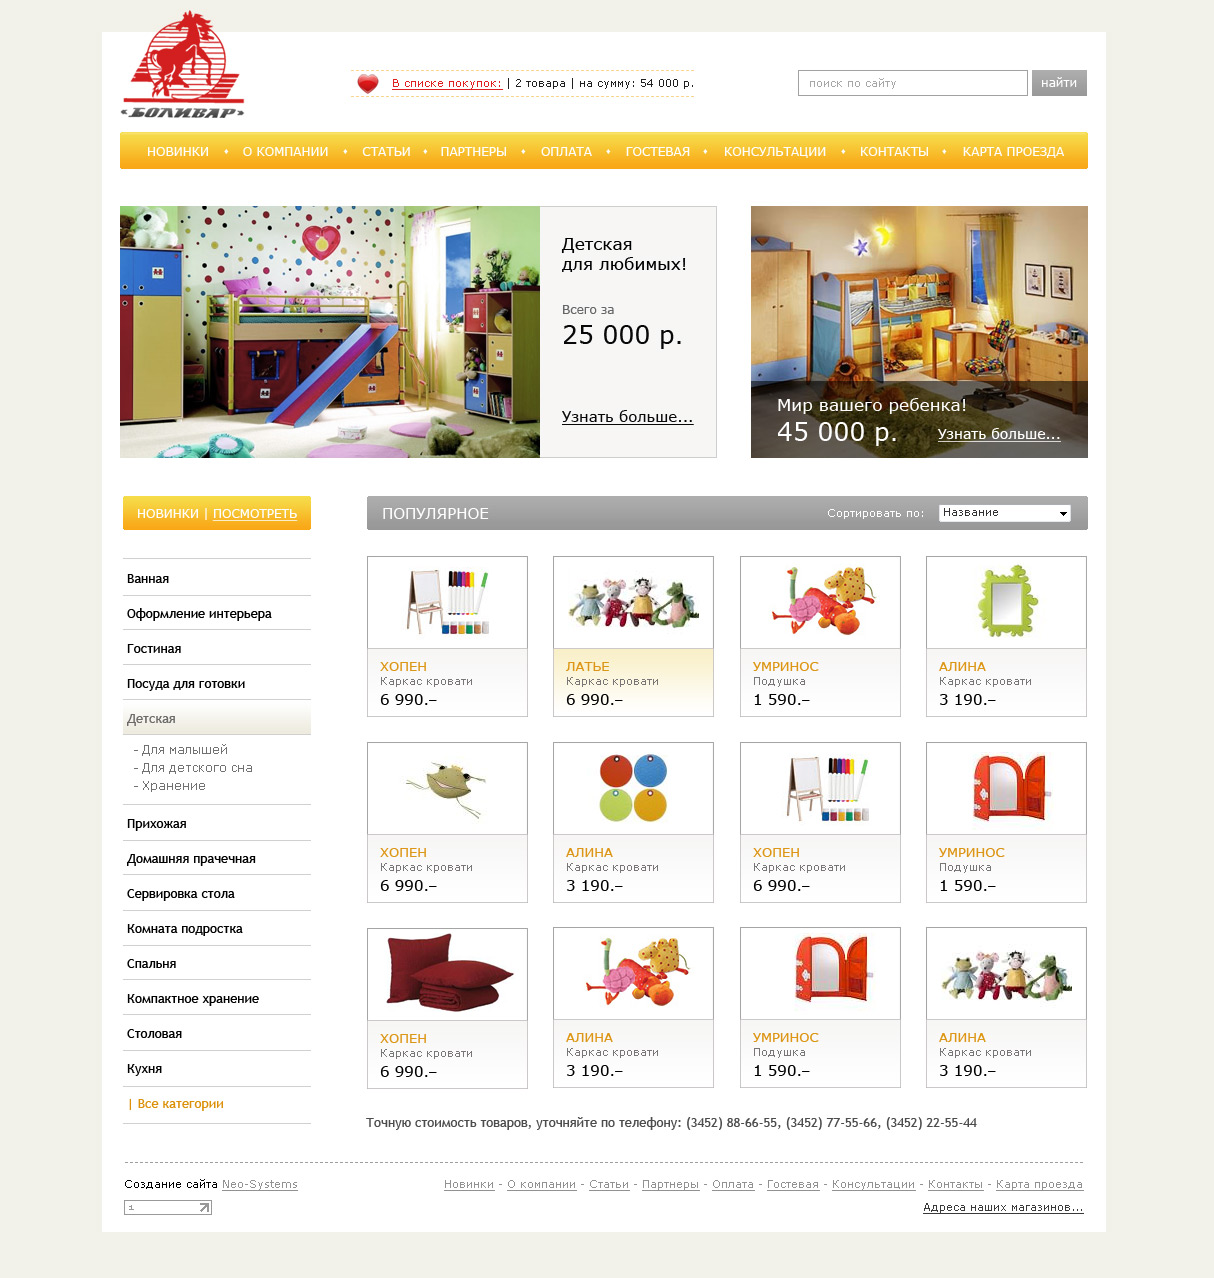 «БОЛИВАР»
В списке покупок: | 2 товара | на сумму: 54 000 р.
поиск по сайту
найти
НОВИНКИ • О КОМПАНИИ • СТАТЬИ • ПАРТНЕРЫ • ОПЛАТА • ГОСТЕВАЯ • КОНСУЛЬТАЦИИ • КОНТАКТЫ • КАРТА ПРОЕЗДА
Детская
для любимых!
Всего за
25 000 р.
Узнать больше...
Мир вашего ребенка!
45 000 р.
Узнать больше...
НОВИНКИ | ПОСМОТРЕТЬ
Ванная
Оформление интерьера
Гостиная
Посуда для готовки
Детская
- Для малышей
- Для детского сна
- Хранение
Прихожая
Домашняя прачечная
Сервировка стола
Комната подростка
Спальня
Компактное хранение
Столовая
Кухня
| Все категории
ПОПУЛЯРНОЕ
Сортировать по:
Название
ХОПЕН
Каркас кровати
6 990.–
ЛАТЬЕ
Каркас кровати
6 990.–
УМРИНОС
Подушка
1 590.–
АЛИНА
Каркас кровати
3 190.–
ХОПЕН
Каркас кровати
6 990.–
АЛИНА
Каркас кровати
3 190.–
ХОПЕН
Каркас кровати
6 990.–
УМРИНОС
Подушка
1 590.–
ХОПЕН
Каркас кровати
6 990.–
АЛИНА
Каркас кровати
3 190.–
УМРИНОС
Подушка
1 590.–
АЛИНА
Каркас кровати
3 190.–
Точную стоимость товаров, уточняйте по телефону: (3452) 88-66-55, (3452) 77-55-66, (3452) 22-55-44
Создание сайта Neo-Systems
1
Новинки - О компании - Статьи - Партнеры - Оплата - Гостевая - Консультации - Контакты - Карта проезда
Адреса наших магазинов...